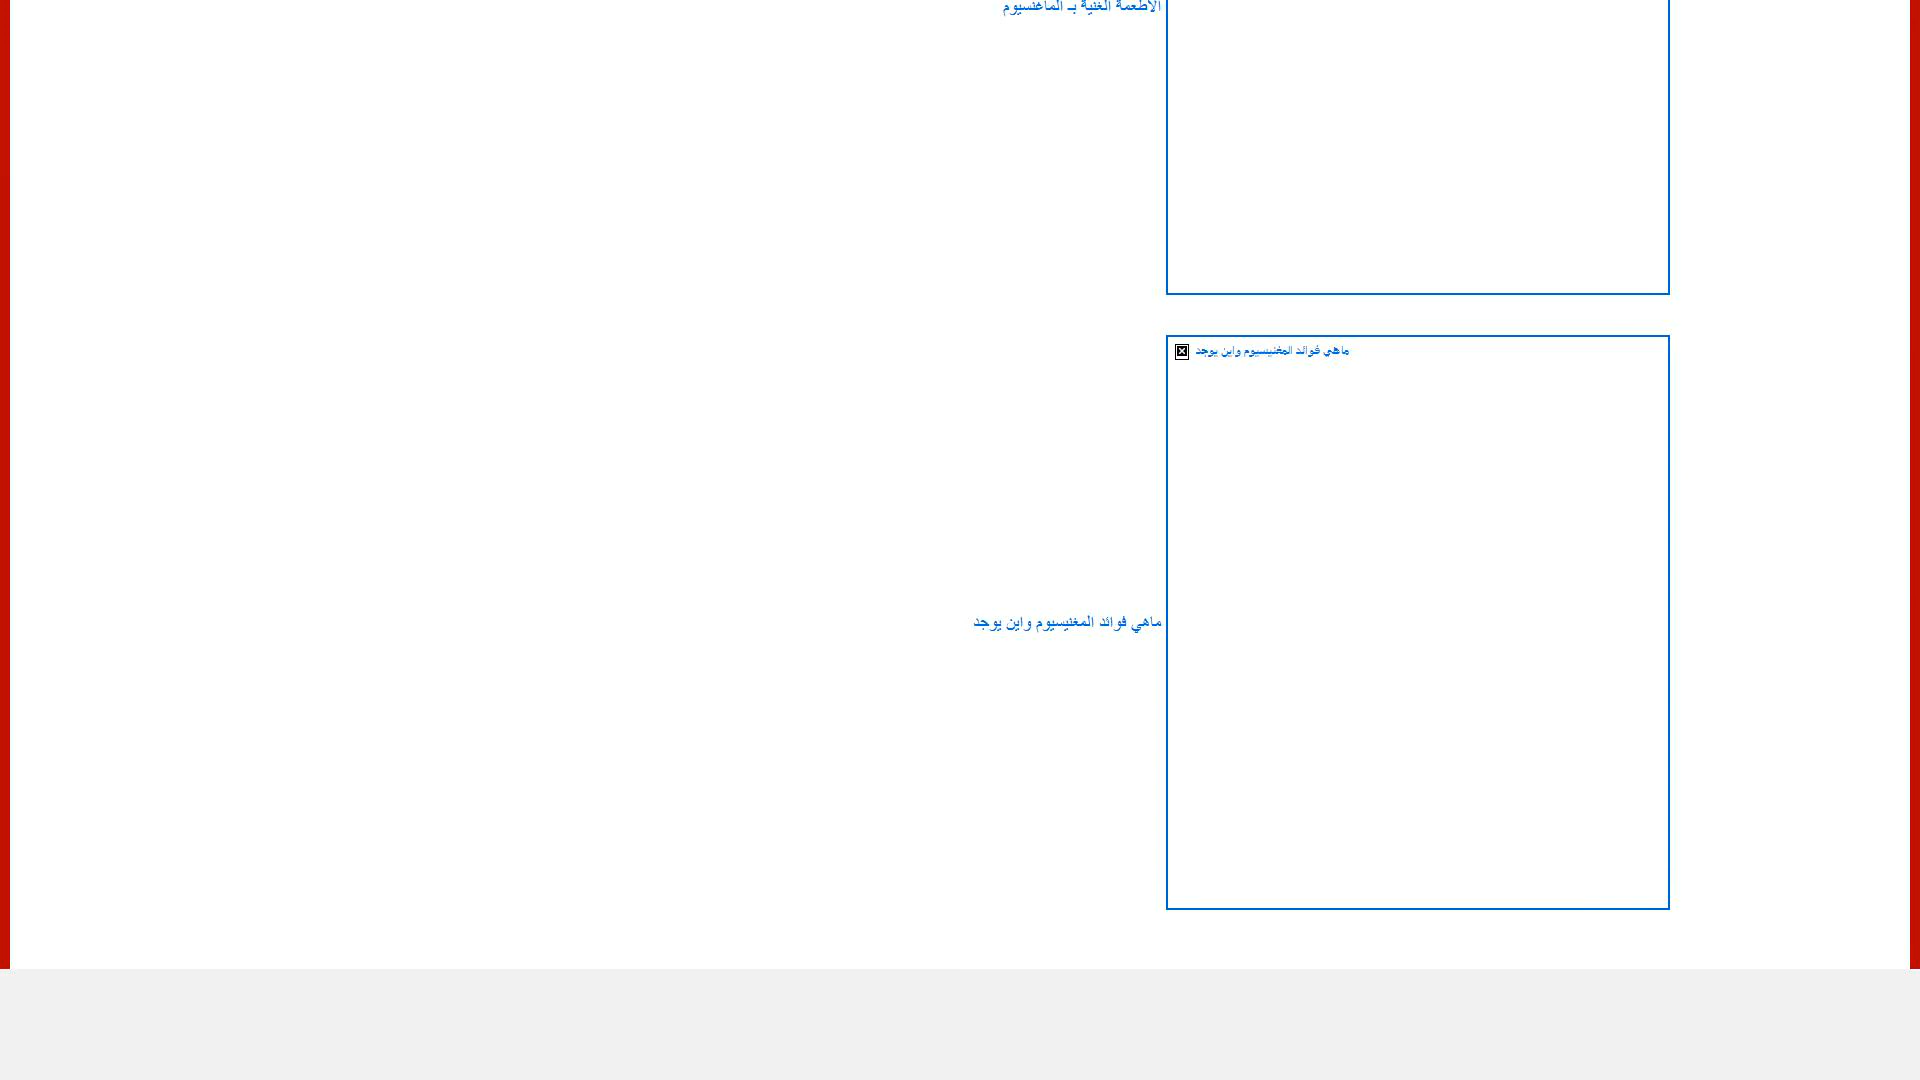 الأطعمة الغنية بـ الماغنسيوم
ماهي فوائد المغنيسيوم واين يوجد
ماهي فوائد المغنيسيوم واين يوجد